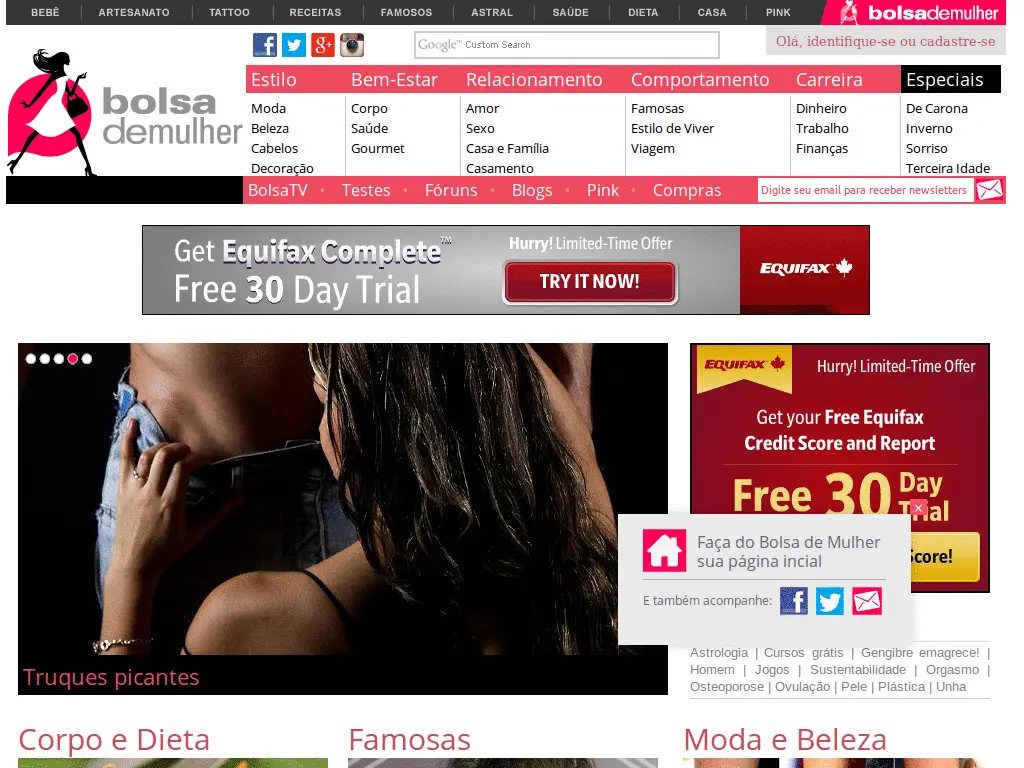 BEBÊ ARTESANATO TATTOO RECEITAS FAMOSOS ASTRAL SAÚDE DIETA CASA PINK bolsademulher
Google™ Custom Search
Olá, identifique-se ou cadastre-se
bolsa
demulher
Estilo Bem-Estar Relacionamento Comportamento Carreira Especiais
Moda Corpo Amor Famosas Dinheiro De Carona
Beleza Saúde Sexo Estilo de Viver Trabalho Inverno
Cabelos Gourmet Casa e Família Viagem Finanças Sorriso
Decoração Casamento Terceira Idade
BolsaTV • Testes • Fóruns • Blogs • Pink • Compras
Digite seu email para receber newsletters
Get Equifax Complete™
Free 30 Day Trial
Hurry! Limited-Time Offer
TRY IT NOW!
EQUIFAX
Truques picantes
EQUIFAX
Hurry! Limited-Time Offer
Get your Free Equifax
Credit Score and Report
Free 30 Day
Trial
Score!
Faça do Bolsa de Mulher
sua página incial
E também acompanhe:
Astrologia | Cursos grátis | Gengibre emagrece! |
Homem | Jogos | Sustentabilidade | Orgasmo |
Osteoporose | Ovulação | Pele | Plástica | Unha
Corpo e Dieta Famosas Moda e Beleza